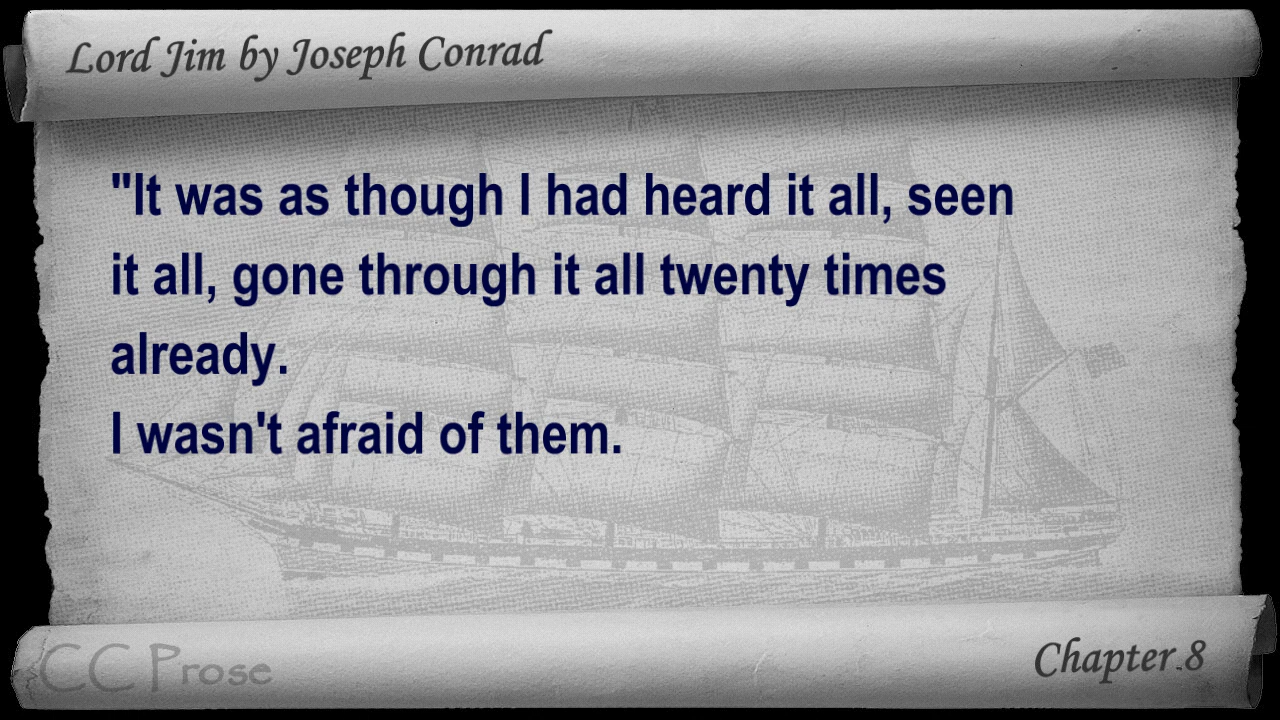 Lord Jim by Joseph Conrad
"It was as though I had heard it all, seen
it all, gone through it all twenty times
already.
I wasn't afraid of them.
CC Prose
Chapter 8